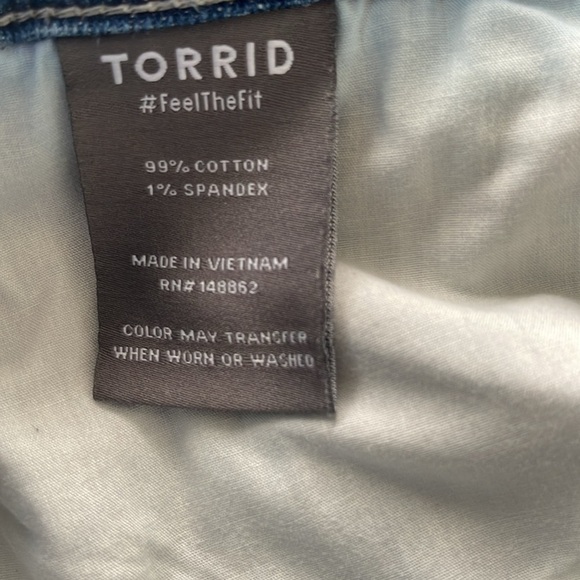 TORRID
#FeelTheFit
99% COTTON
1% SPANDEX
MADE IN VIETNAM
RN# 148862
COLOR MAY TRANSFER
WHEN WORN OR WASHED